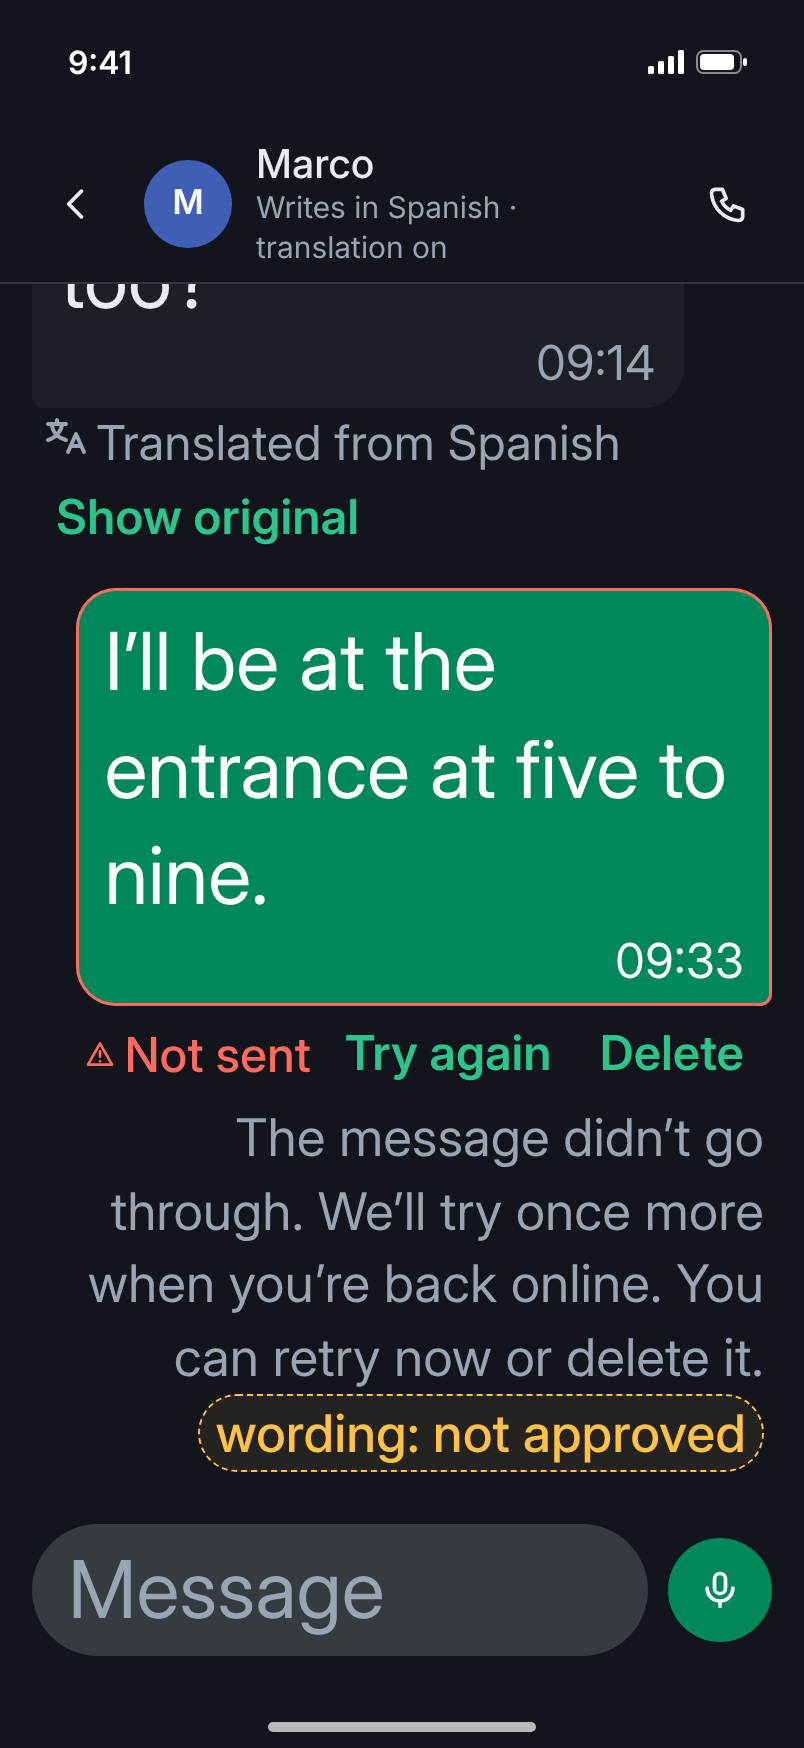 9:41
M
Marco
Writes in Spanish ·
translation on
too?
09:14
Translated from Spanish
Show original
I’ll be at the
entrance at five to
nine.
09:33
Not sent Try again Delete
The message didn’t go
through. We’ll try once more
when you’re back online. You
can retry now or delete it.
wording: not approved
Message